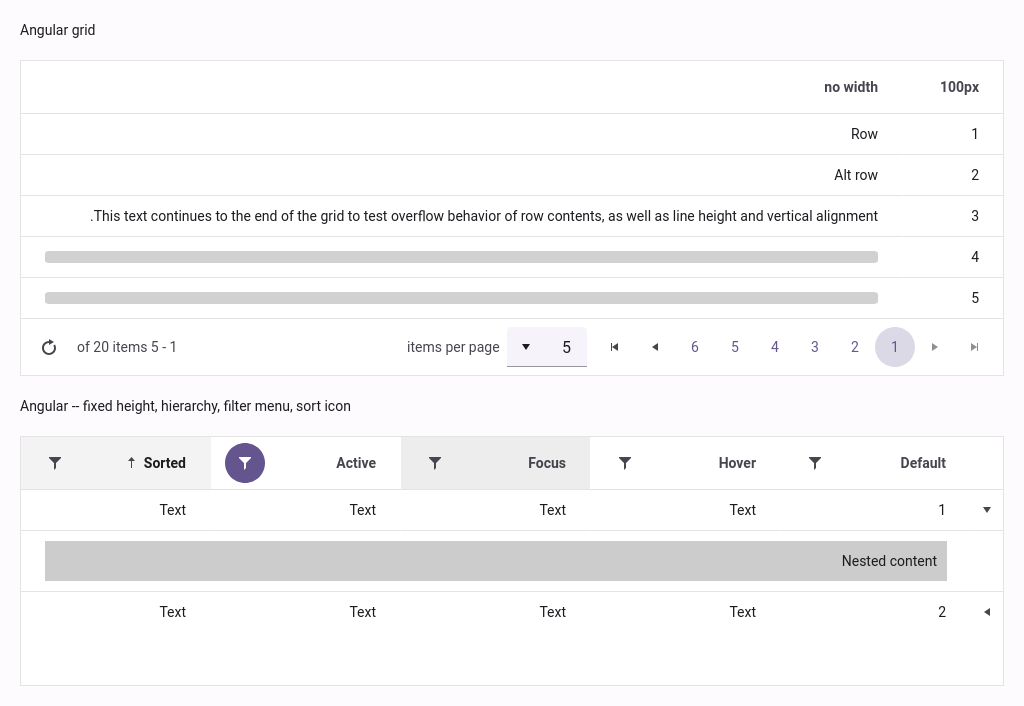 Angular grid
no width 100px
Row 1
Alt row 2
.This text continues to the end of the grid to test overflow behavior of row contents, as well as line height and vertical alignment 3
4
5
of 20 items 5 - 1 items per page 5 6 5 4 3 2 1
Angular -- fixed height, hierarchy, filter menu, sort icon
Sorted Active Focus Hover Default
Text Text Text Text 1
Nested content
Text Text Text Text 2